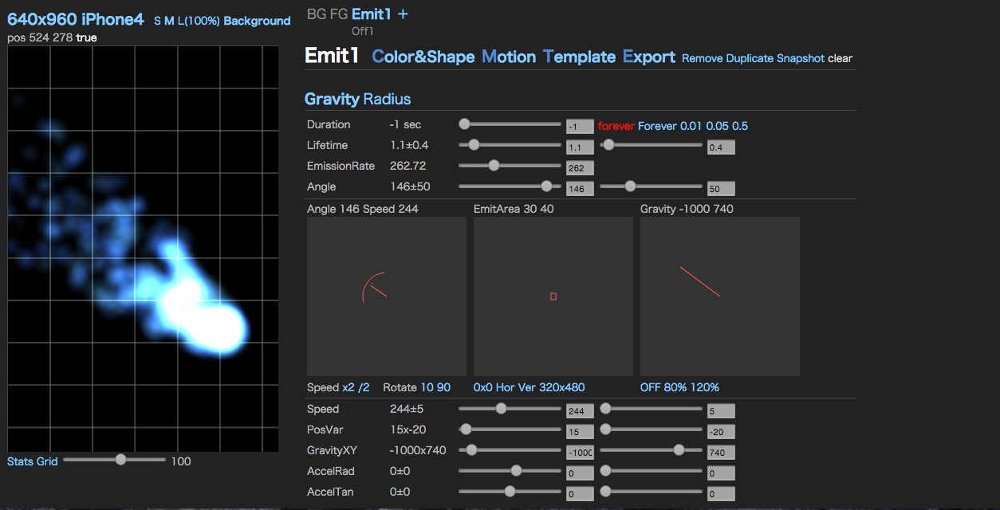 640x960 iPhone4 S M L(100%) Background
pos 524 278 true
Stats Grid 100
BG FG Emit1 +
Off1
Emit1 Color&Shape Motion Template Export Remove Duplicate Snapshot clear
Gravity Radius
Duration -1 sec -1 forever Forever 0.01 0.05 0.5
Lifetime 1.1±0.4 1.1 0.4
EmissionRate 262.72 262
Angle 146±50 146 50
Angle 146 Speed 244 EmitArea 30 40 Gravity -1000 740
Speed x2 /2 Rotate 10 90 0x0 Hor Ver 320x480 OFF 80% 120%
Speed 244±5 244 5
PosVar 15x-20 15 -20
GravityXY -1000x740 -1000 740
AccelRad 0±0 0 0
AccelTan 0±0 0 0